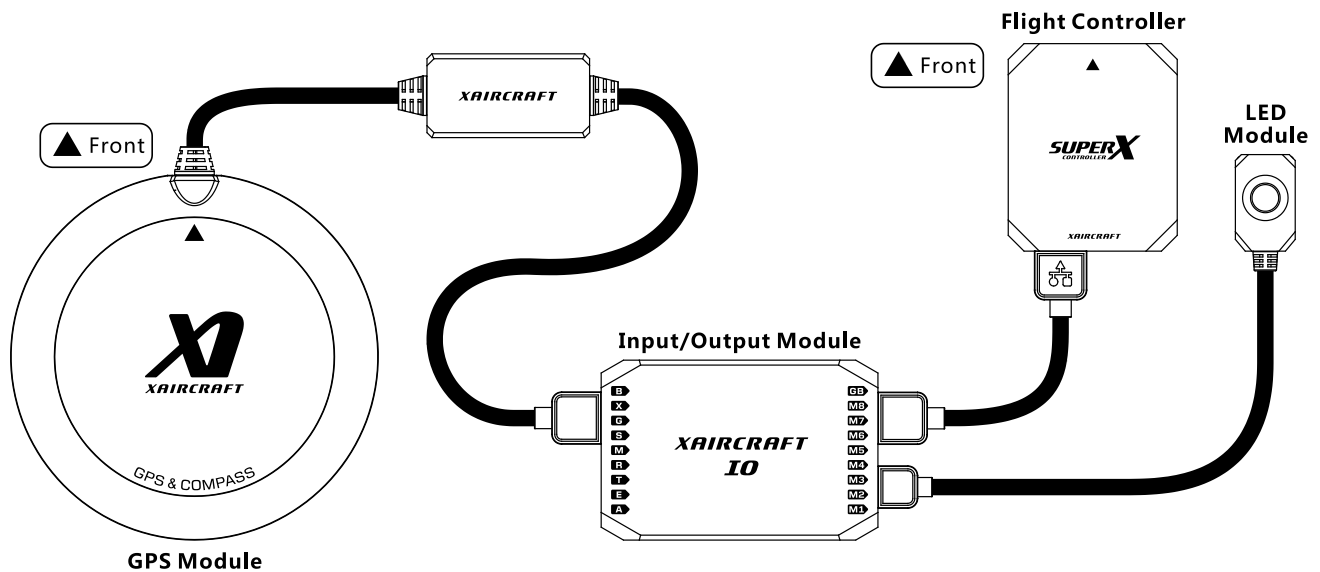 Flight Controller
▲ Front
XAIRCRAFT
LED
Module
▲ Front
SUPERX
CONTROLLER
XAIRCRAFT
Input/Output Module
B
X
G
S
M
R
T
E
A
XAIRCRAFT
IO
GB
M8
M7
M6
M5
M4
M3
M2
M1
X
XAIRCRAFT
GPS & COMPASS
GPS Module